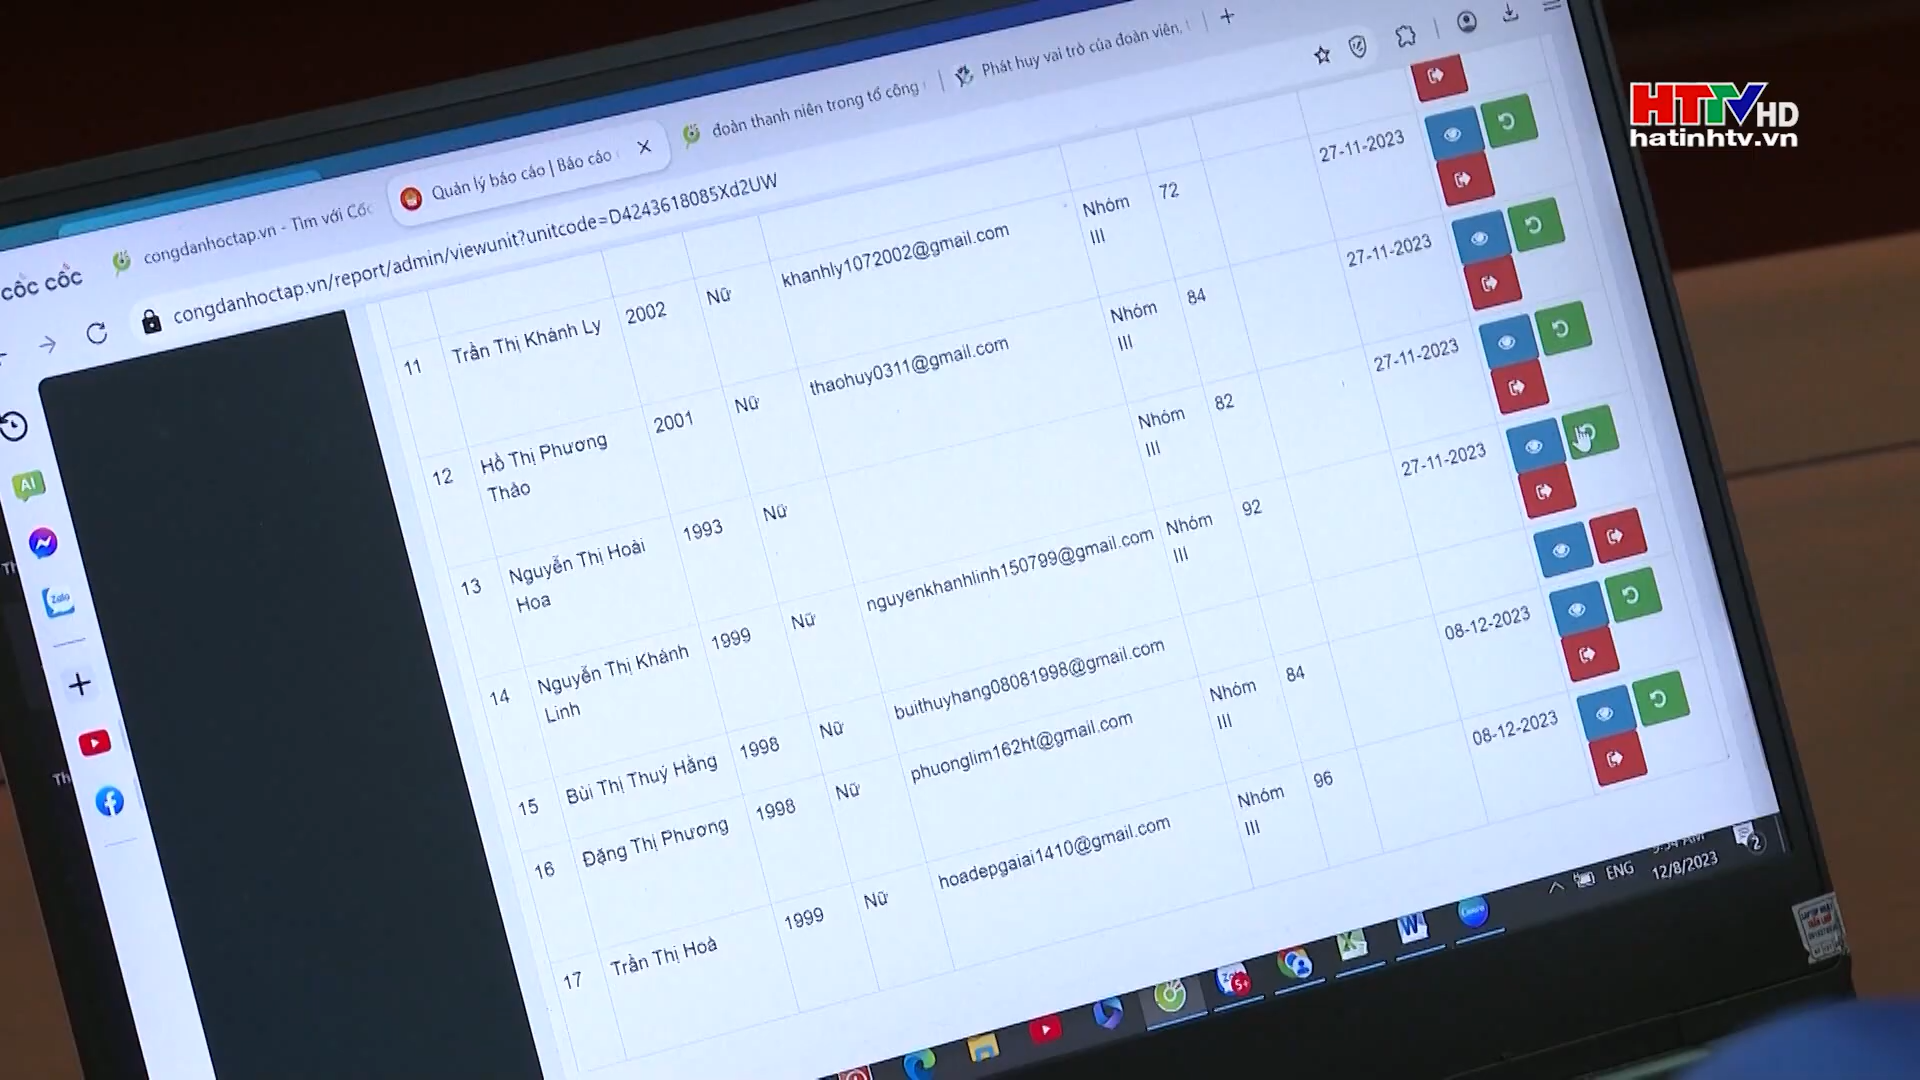 HTTV HD
hatinhtv.vn
CỐC CỐC
congdanhoctap.vn - Tìm với Cốc
Quản lý báo cáo | Báo cáo
đoàn thanh niên trong tổ công
Phát huy vai trò của đoàn viên,
congdanhoctap.vn/report/admin/viewunit?unitcode=D4243618085Xd2UW
27-11-2023
11 Trần Thị Khánh Ly 2002 Nữ khanhly1072002@gmail.com Nhóm III 72 27-11-2023
12 Hồ Thị Phương Thảo 2001 Nữ thaohuy0311@gmail.com Nhóm III 84 27-11-2023
13 Nguyễn Thị Hoài Hoa 1993 Nữ Nhóm III 82 27-11-2023
14 Nguyễn Thị Khánh Linh 1999 Nữ nguyenkhanhlinh150799@gmail.com Nhóm III 92
15 Bùi Thị Thuý Hằng 1998 Nữ buithuyhang08081998@gmail.com
16 Đặng Thị Phương 1998 Nữ phuonglim162ht@gmail.com Nhóm III 84 08-12-2023
17 Trần Thị Hoà 1999 Nữ hoadepgaiai1410@gmail.com Nhóm III 96 08-12-2023
AI
Zalo
Th
Th
5+
Canva
ENG
12/8/2023
2